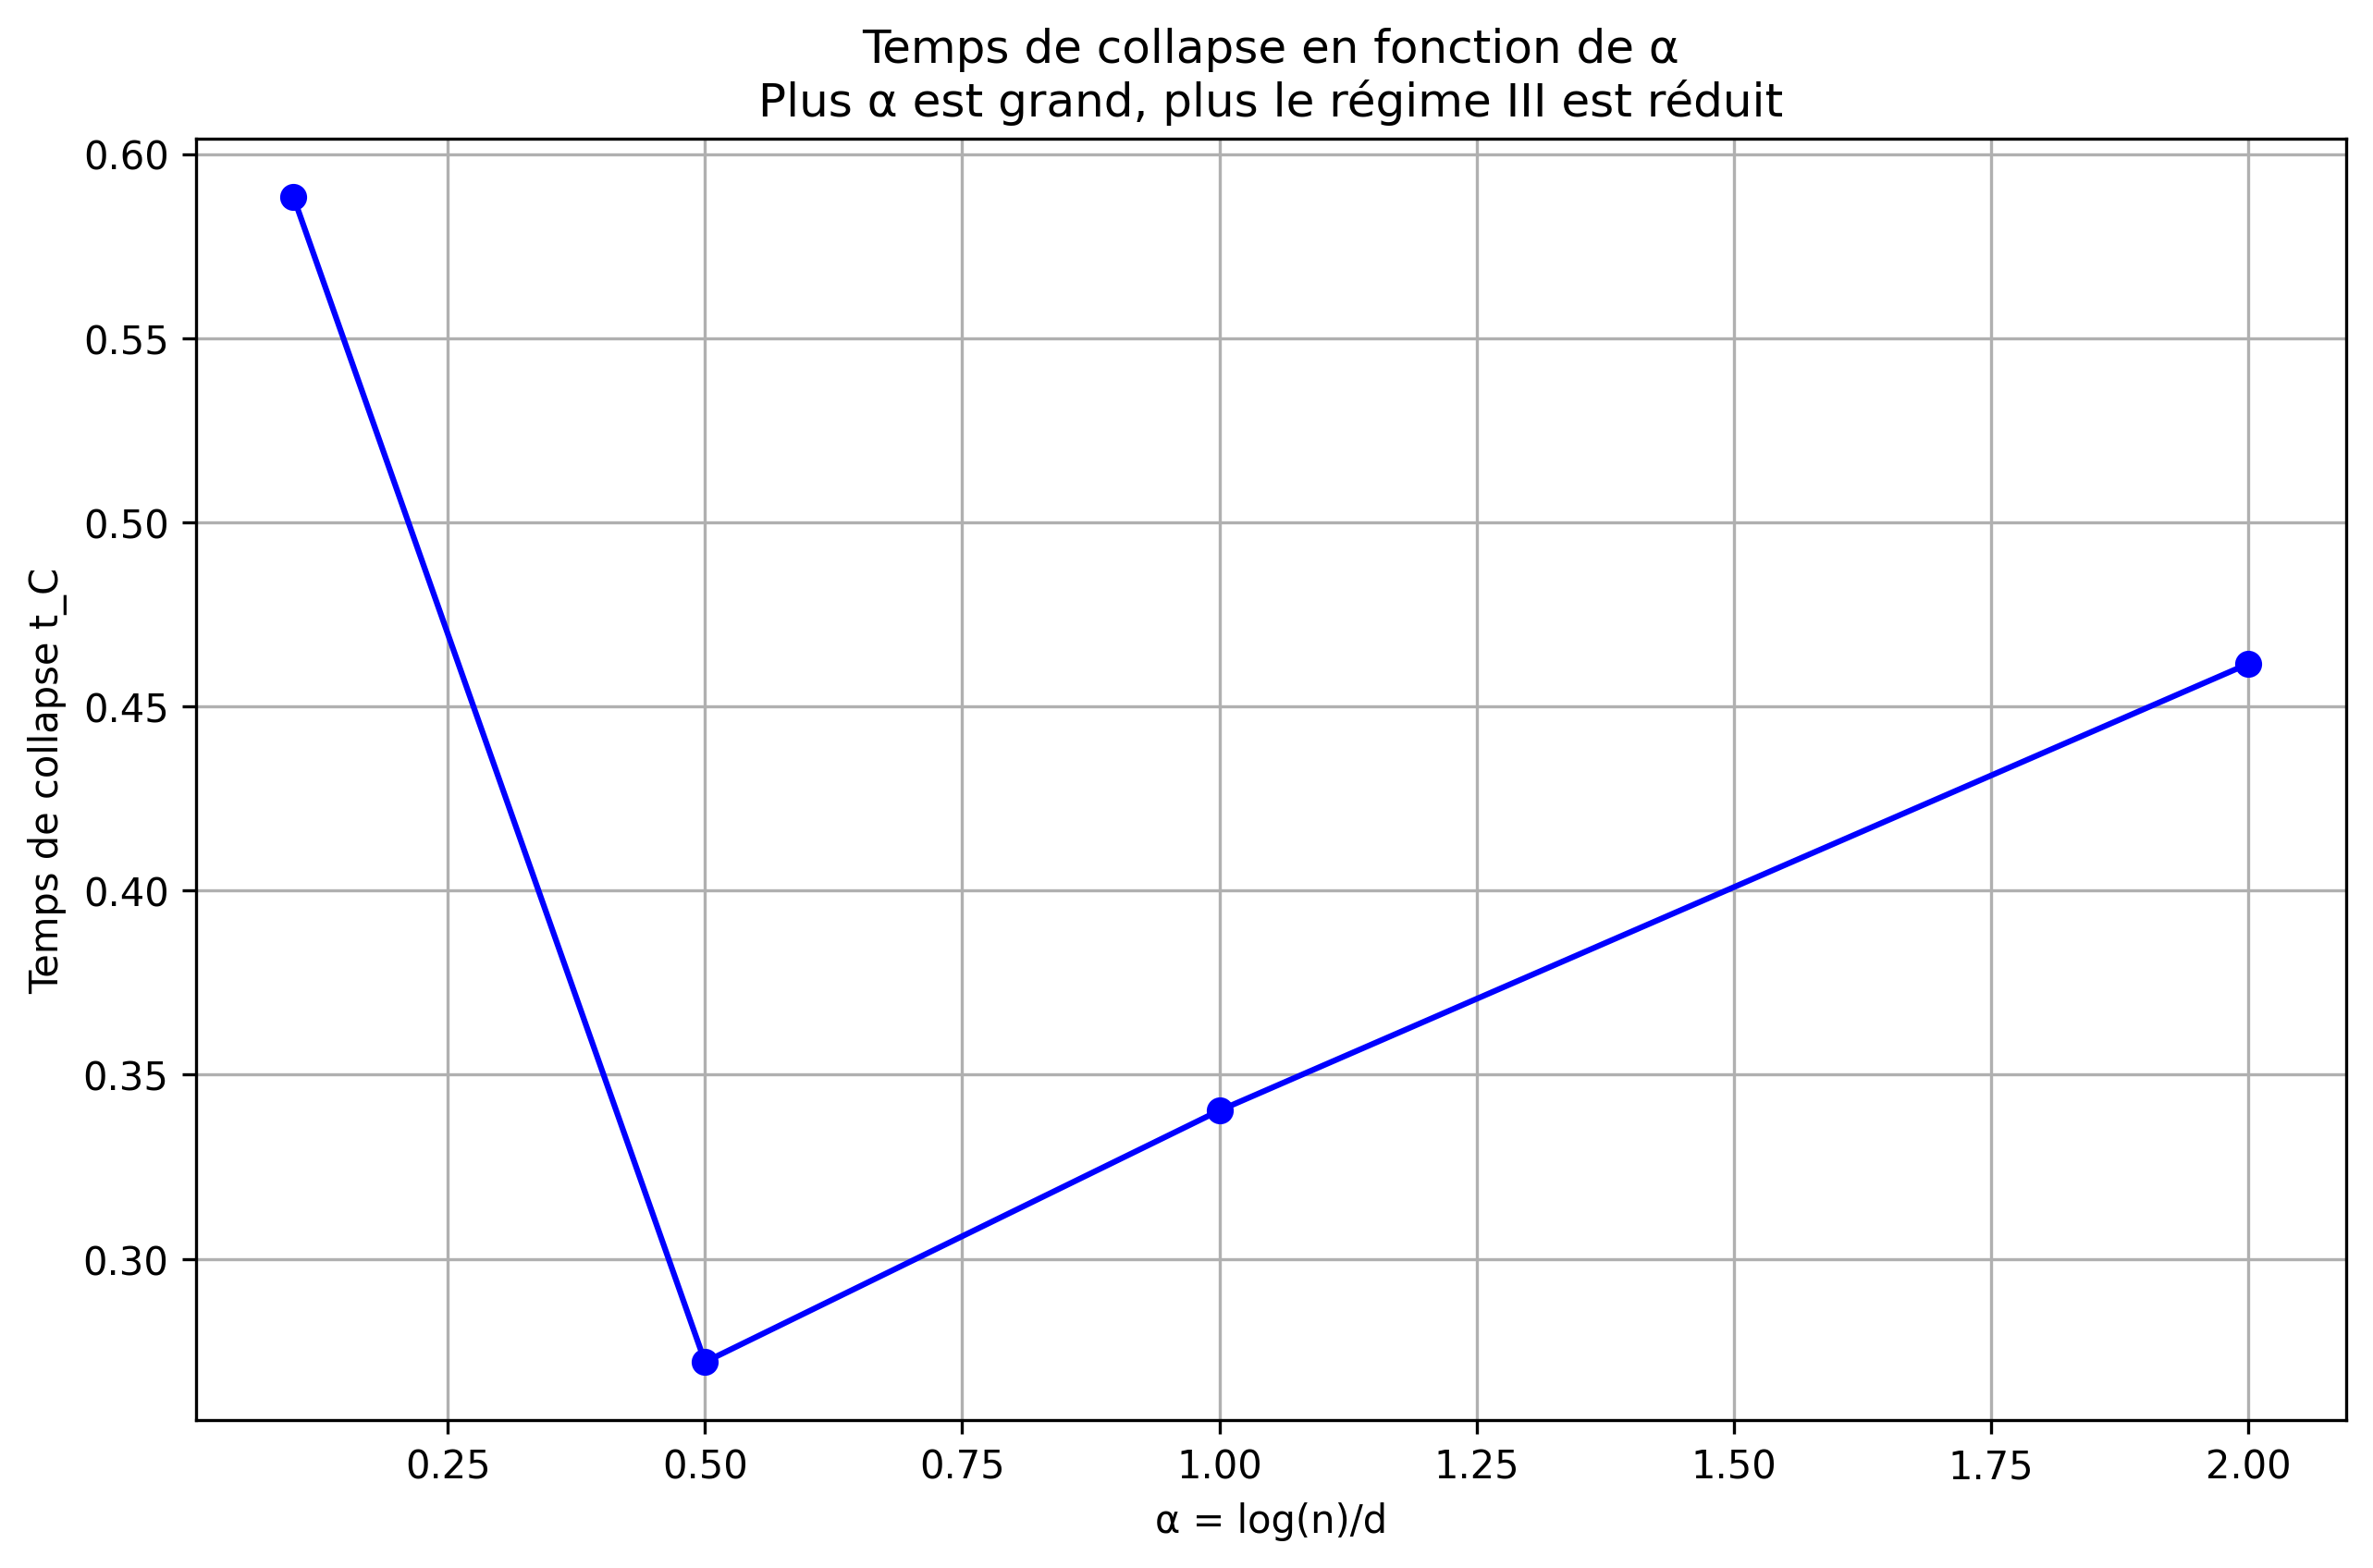 Temps de collapse en fonction de α
Plus α est grand, plus le régime III est réduit
Temps de collapse t_C
0.60
0.55
0.50
0.45
0.40
0.35
0.30
0.25 0.50 0.75 1.00 1.25 1.50 1.75 2.00
α = log(n)/d